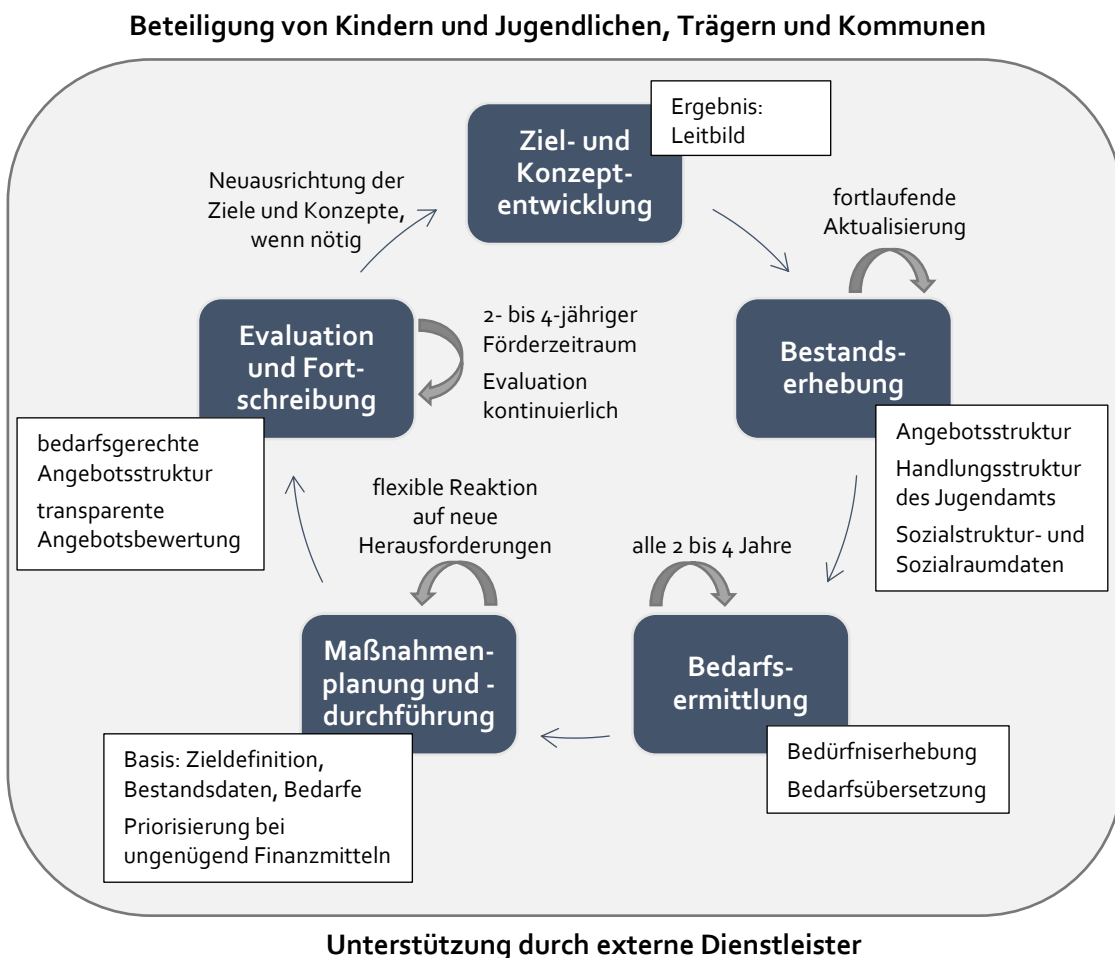 Beteiligung von Kindern und Jugendlichen, Trägern und Kommunen
Ergebnis:
Leitbild
Ziel- und
Konzept-
entwicklung
Neuausrichtung der
Ziele und Konzepte,
wenn nötig
fortlaufende
Aktualisierung
Evaluation
und Fort-
schreibung
2- bis 4-jähriger
Förderzeitraum
Evaluation
kontinuierlich
Bestands-
erhebung
bedarfsgerechte
Angebotsstruktur
transparente
Angebotsbewertung
Angebotsstruktur
Handlungsstruktur
des Jugendamts
Sozialstruktur- und
Sozialraumdaten
flexible Reaktion
auf neue
Herausforderungen
alle 2 bis 4 Jahre
Maßnahmen-
planung und -
durchführung
Bedarfs-
ermittlung
Basis: Zieldefinition,
Bestandsdaten, Bedarfe
Priorisierung bei
ungenügend Finanzmitteln
Bedürfniserhebung
Bedarfsübersetzung
Unterstützung durch externe Dienstleister